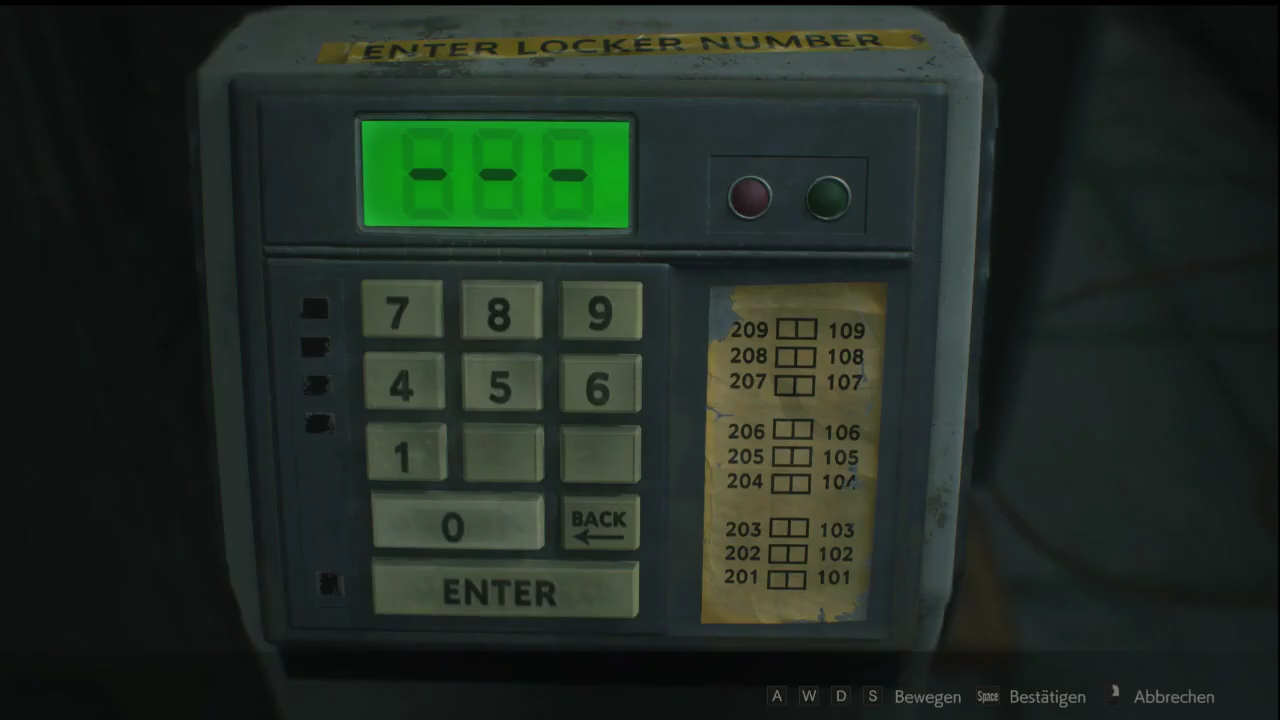 ENTER LOCKER NUMBER
- - -
7 8 9
4 5 6
1
0 BACK
ENTER
209 109
208 108
207 107
206 106
205 105
204 104
203 103
202 102
201 101
A W D S Bewegen Space Bestätigen Abbrechen